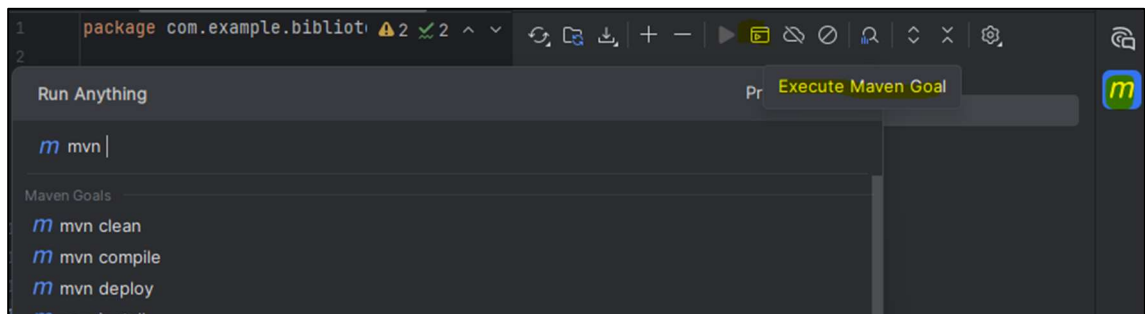 1 package com.example.bibliot 2 2
2
Run Anything Pr Execute Maven Goal
m mvn
Maven Goals
m mvn clean
m mvn compile
m mvn deploy